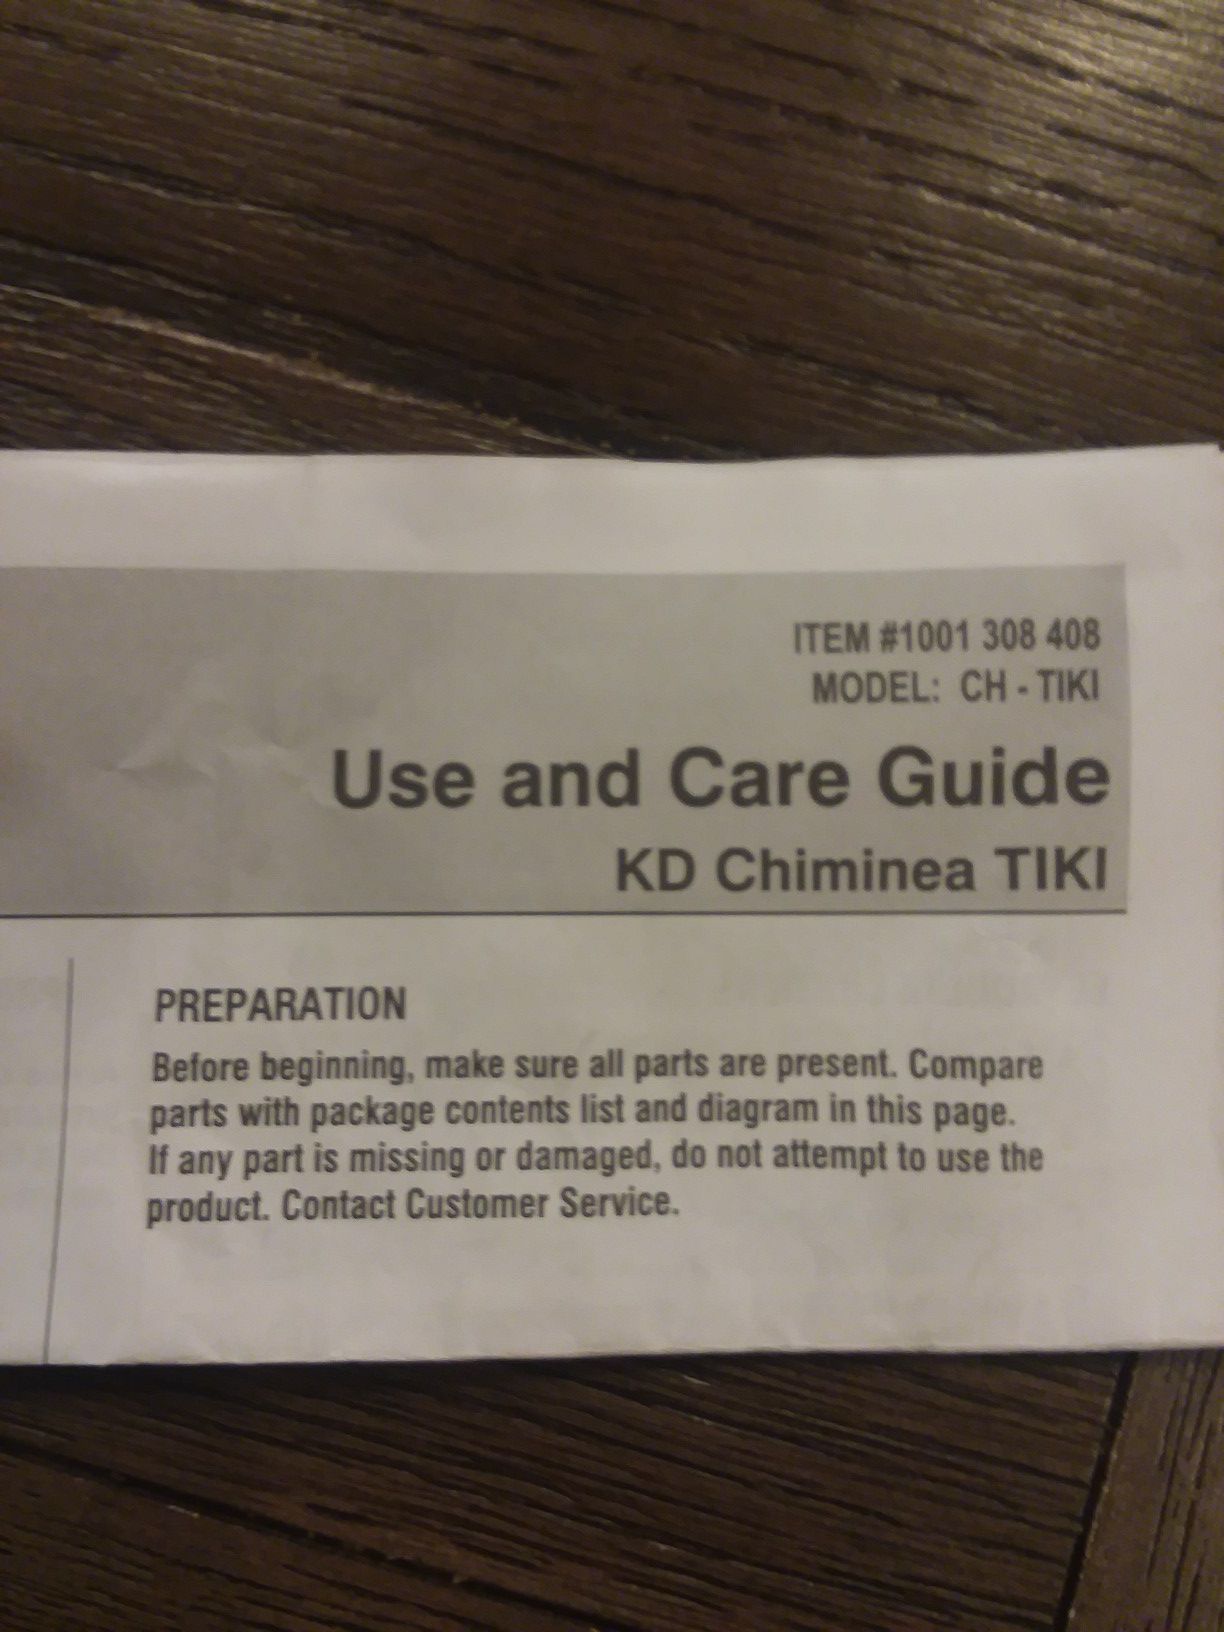 ITEM #1001 308 408
MODEL: CH - TIKI
Use and Care Guide
KD Chiminea TIKI
PREPARATION
Before beginning, make sure all parts are present. Compare
parts with package contents list and diagram in this page.
If any part is missing or damaged, do not attempt to use the
product. Contact Customer Service.